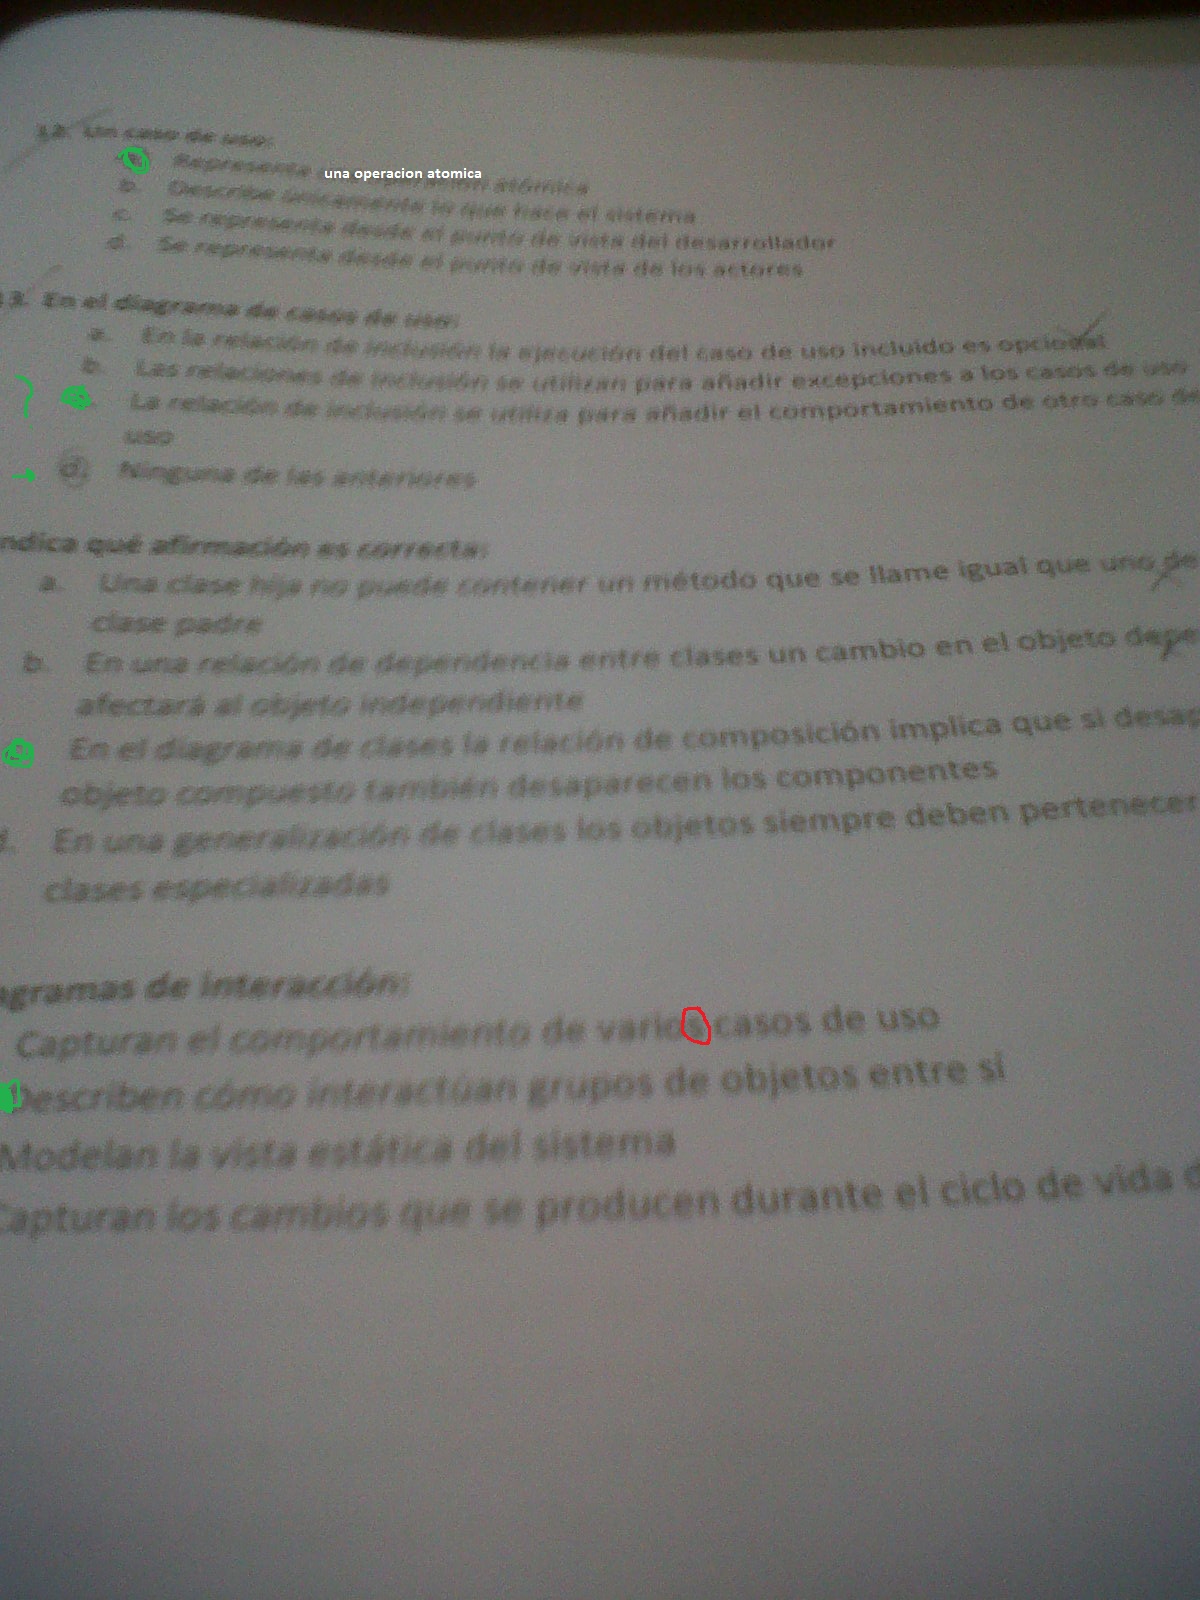 12. Un caso de uso:
Representa una operacion atomica
b. Describe únicamente lo que hace el sistema
c. Se representa desde el punto de vista del desarrollador
d. Se representa desde el punto de vista de los actores
13. En el diagrama de casos de uso:
a. En la relación de inclusión la ejecución del caso de uso incluido es opcional
b. Las relaciones de inclusión se utilizan para añadir excepciones a los casos de uso
La relación de inclusión se utiliza para añadir el comportamiento de otro caso de
uso
d. Ninguna de las anteriores
ndica qué afirmación es correcta:
a. Una clase hija no puede contener un método que se llame igual que uno de
clase padre
b. En una relación de dependencia entre clases un cambio en el objeto depe
afectará al objeto independiente
En el diagrama de clases la relación de composición implica que si desap
objeto compuesto también desaparecen los componentes
d. En una generalización de clases los objetos siempre deben pertenecer
clases especializadas
agramas de interacción:
Capturan el comportamiento de varios casos de uso
Describen cómo interactúan grupos de objetos entre sí
Modelan la vista estática del sistema
Capturan los cambios que se producen durante el ciclo de vida d